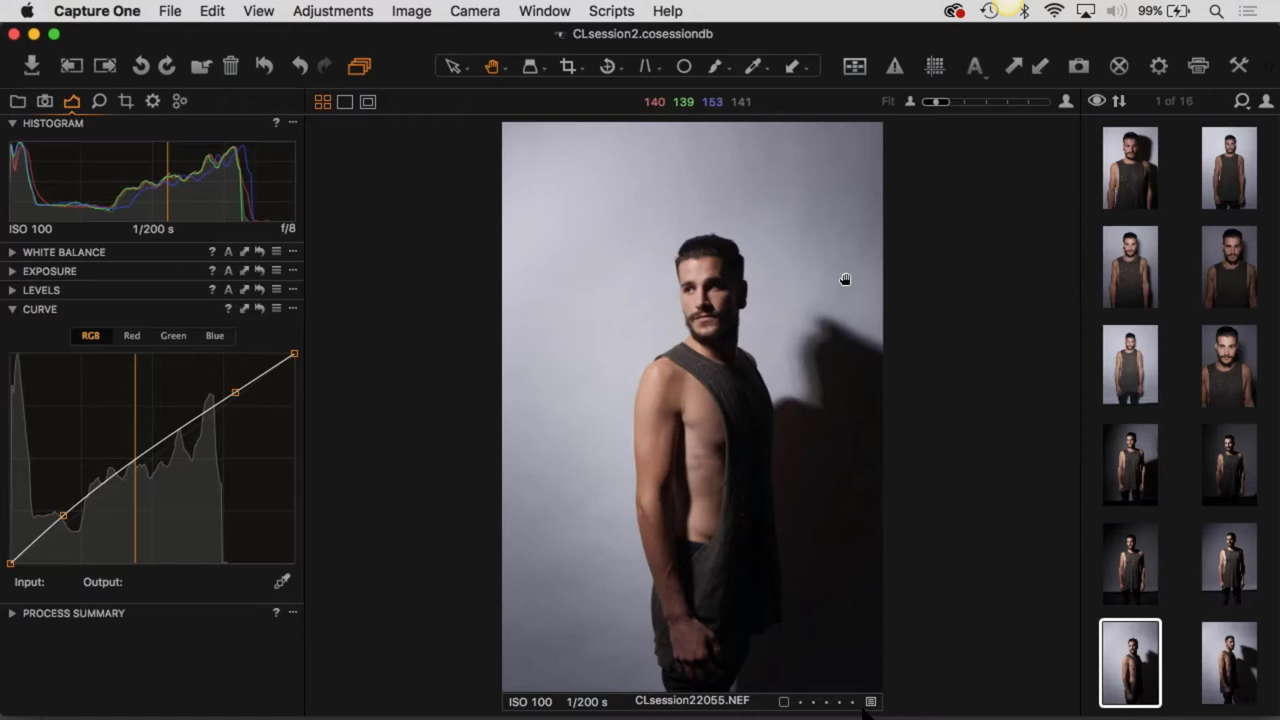 Capture One File Edit View Adjustments Image Camera Window Scripts Help 99%
CLsession2.cosessiondb
140 139 153 141 Fit 1 of 16
HISTOGRAM ? ...
ISO 100 1/200 s f/8
WHITE BALANCE ? A ...
EXPOSURE ? A ...
LEVELS ? A ...
CURVE ? ...
RGB Red Green Blue
Input: Output:
PROCESS SUMMARY ? ...
ISO 100 1/200 s CLsession22055.NEF